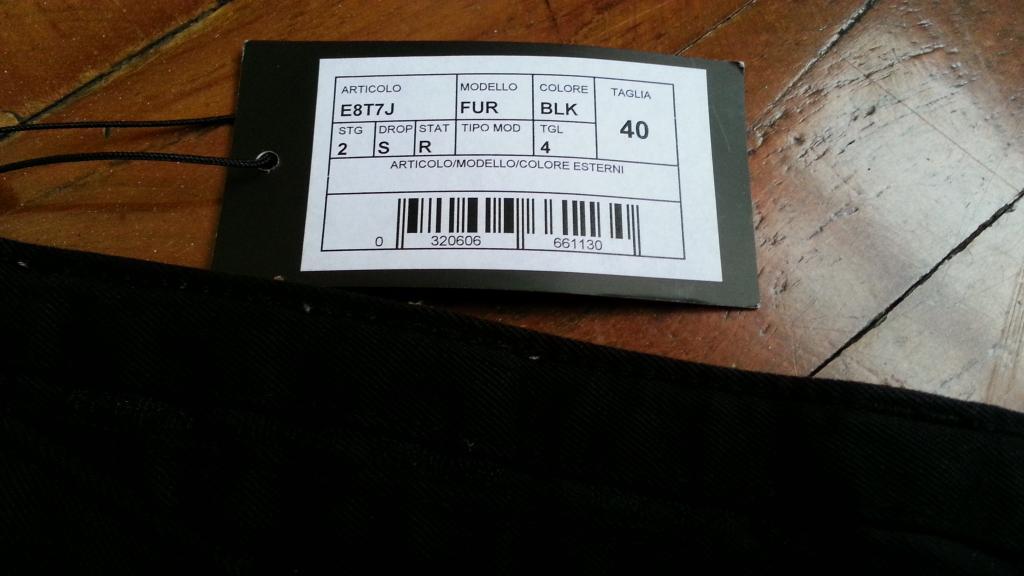 ARTICOLO MODELLO COLORE TAGLIA
E8T7J FUR BLK 40
STG DROP STAT TIPO MOD TGL
2 S R 4
ARTICOLO/MODELLO/COLORE ESTERNI
0 320606 661130